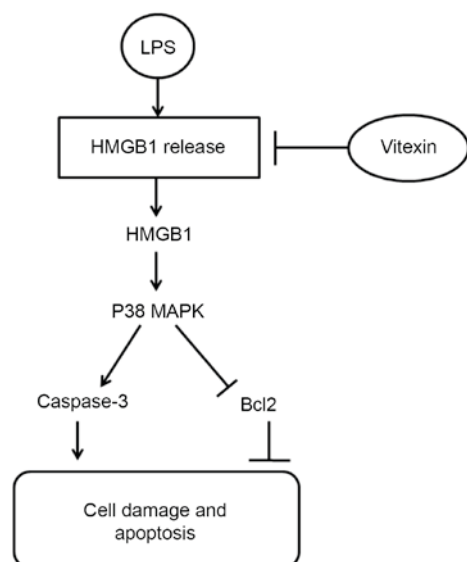 LPS
HMGB1 release
Vitexin
HMGB1
P38 MAPK
Caspase-3
Bcl2
Cell damage and
apoptosis